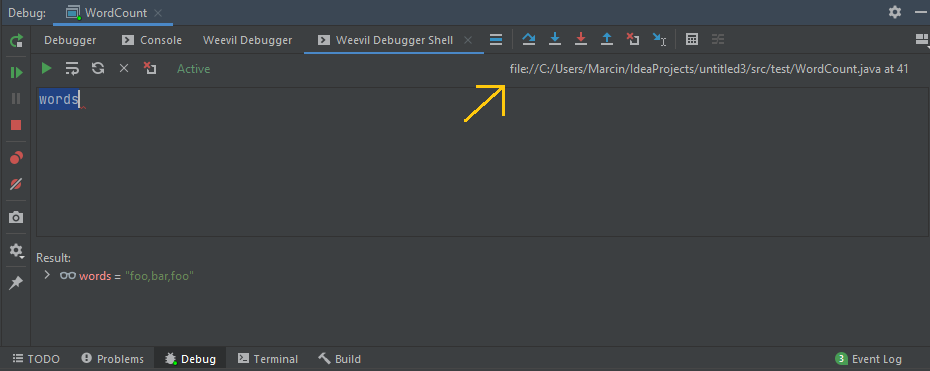 Debug: WordCount
Debugger Console Weevil Debugger Weevil Debugger Shell
Active file://C:/Users/Marcin/IdeaProjects/untitled3/src/test/WordCount.java at 41
words
Result:
words = "foo,bar,foo"
TODO Problems Debug Terminal Build 3 Event Log